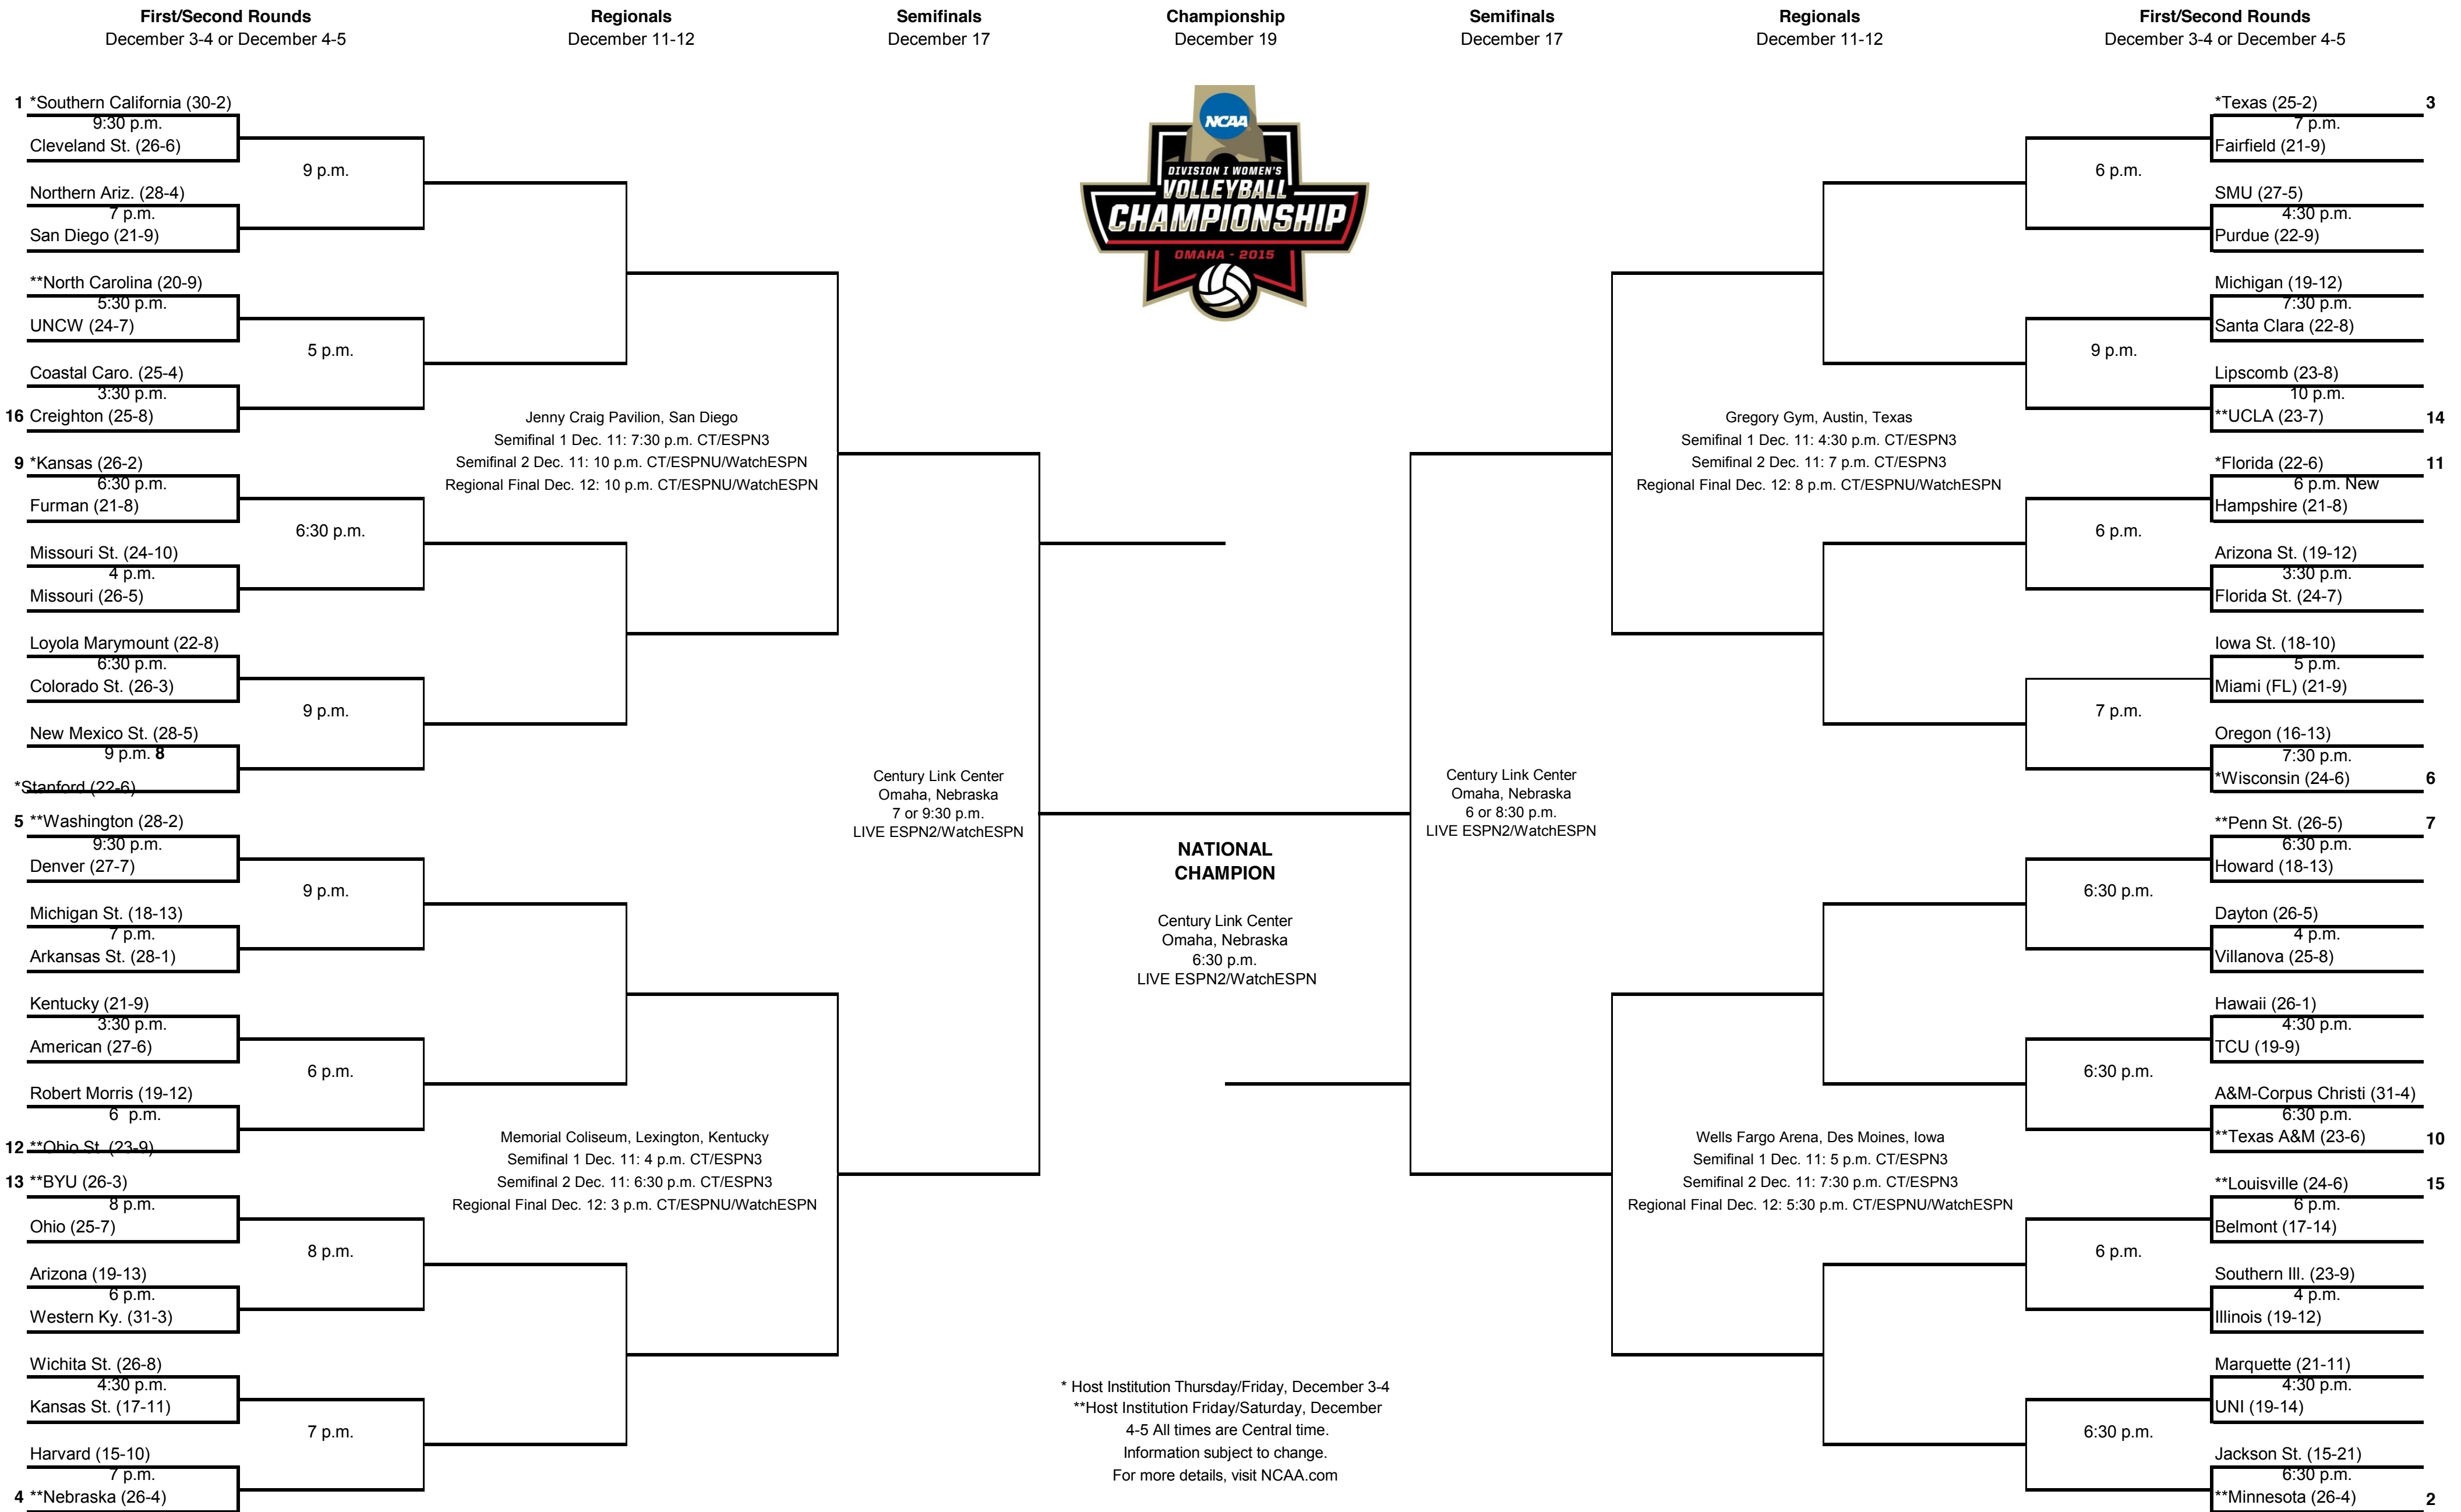 First/Second Rounds
December 3-4 or December 4-5
Regionals
December 11-12
Semifinals
December 17
Championship
December 19
Semifinals
December 17
Regionals
December 11-12
First/Second Rounds
December 3-4 or December 4-5
1 *Southern California (30-2)
9:30 p.m.
Cleveland St. (26-6)
9 p.m.
Northern Ariz. (28-4)
7 p.m.
San Diego (21-9)
**North Carolina (20-9)
5:30 p.m.
UNCW (24-7)
5 p.m.
Coastal Caro. (25-4)
3:30 p.m.
16 Creighton (25-8)
9 *Kansas (26-2)
6:30 p.m.
Furman (21-8)
6:30 p.m.
Missouri St. (24-10)
4 p.m.
Missouri (26-5)
Loyola Marymount (22-8)
6:30 p.m.
Colorado St. (26-3)
9 p.m.
New Mexico St. (28-5)
9 p.m. 8
*Stanford (22-6)
5 **Washington (28-2)
9:30 p.m.
Denver (27-7)
9 p.m.
Michigan St. (18-13)
7 p.m.
Arkansas St. (28-1)
Kentucky (21-9)
3:30 p.m.
American (27-6)
6 p.m.
Robert Morris (19-12)
6 p.m.
12 **Ohio St. (23-9)
13 **BYU (26-3)
8 p.m.
Ohio (25-7)
8 p.m.
Arizona (19-13)
6 p.m.
Western Ky. (31-3)
Wichita St. (26-8)
4:30 p.m.
Kansas St. (17-11)
7 p.m.
Harvard (15-10)
7 p.m.
4 **Nebraska (26-4)
Jenny Craig Pavilion, San Diego
Semifinal 1 Dec. 11: 7:30 p.m. CT/ESPN3
Semifinal 2 Dec. 11: 10 p.m. CT/ESPNU/WatchESPN
Regional Final Dec. 12: 10 p.m. CT/ESPNU/WatchESPN
Memorial Coliseum, Lexington, Kentucky
Semifinal 1 Dec. 11: 4 p.m. CT/ESPN3
Semifinal 2 Dec. 11: 6:30 p.m. CT/ESPN3
Regional Final Dec. 12: 3 p.m. CT/ESPNU/WatchESPN
Century Link Center
Omaha, Nebraska
7 or 9:30 p.m.
LIVE ESPN2/WatchESPN
NCAA
DIVISION I WOMEN'S
VOLLEYBALL
CHAMPIONSHIP
OMAHA - 2015
NATIONAL
CHAMPION
Century Link Center
Omaha, Nebraska
6:30 p.m.
LIVE ESPN2/WatchESPN
* Host Institution Thursday/Friday, December 3-4
**Host Institution Friday/Saturday, December
4-5 All times are Central time.
Information subject to change.
For more details, visit NCAA.com
Century Link Center
Omaha, Nebraska
6 or 8:30 p.m.
LIVE ESPN2/WatchESPN
Gregory Gym, Austin, Texas
Semifinal 1 Dec. 11: 4:30 p.m. CT/ESPN3
Semifinal 2 Dec. 11: 7 p.m. CT/ESPN3
Regional Final Dec. 12: 8 p.m. CT/ESPNU/WatchESPN
Wells Fargo Arena, Des Moines, Iowa
Semifinal 1 Dec. 11: 5 p.m. CT/ESPN3
Semifinal 2 Dec. 11: 7:30 p.m. CT/ESPN3
Regional Final Dec. 12: 5:30 p.m. CT/ESPNU/WatchESPN
*Texas (25-2) 3
7 p.m.
Fairfield (21-9)
6 p.m.
SMU (27-5)
4:30 p.m.
Purdue (22-9)
Michigan (19-12)
7:30 p.m.
Santa Clara (22-8)
9 p.m.
Lipscomb (23-8)
10 p.m.
**UCLA (23-7) 14
*Florida (22-6) 11
6 p.m. New
Hampshire (21-8)
6 p.m.
Arizona St. (19-12)
3:30 p.m.
Florida St. (24-7)
Iowa St. (18-10)
5 p.m.
Miami (FL) (21-9)
7 p.m.
Oregon (16-13)
7:30 p.m.
*Wisconsin (24-6) 6
**Penn St. (26-5) 7
6:30 p.m.
Howard (18-13)
6:30 p.m.
Dayton (26-5)
4 p.m.
Villanova (25-8)
Hawaii (26-1)
4:30 p.m.
TCU (19-9)
6:30 p.m.
A&M-Corpus Christi (31-4)
6:30 p.m.
**Texas A&M (23-6) 10
**Louisville (24-6) 15
6 p.m.
Belmont (17-14)
6 p.m.
Southern Ill. (23-9)
4 p.m.
Illinois (19-12)
Marquette (21-11)
4:30 p.m.
UNI (19-14)
6:30 p.m.
Jackson St. (15-21)
6:30 p.m.
**Minnesota (26-4) 2